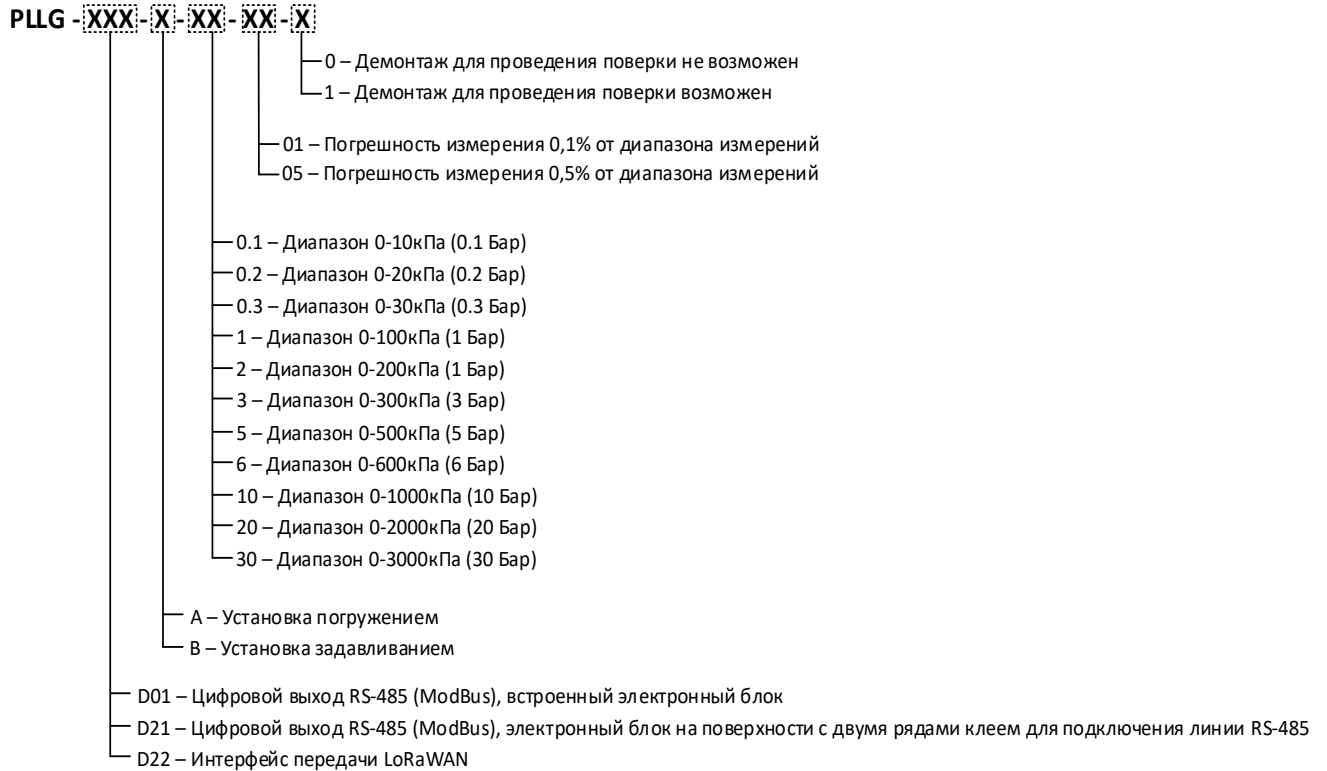 PLLG - XXX - X - XX - XX - X
0 – Демонтаж для проведения поверки не возможен
1 – Демонтаж для проведения поверки возможен
01 – Погрешность измерения 0,1% от диапазона измерений
05 – Погрешность измерения 0,5% от диапазона измерений
0.1 – Диапазон 0-10кПа (0.1 Бар)
0.2 – Диапазон 0-20кПа (0.2 Бар)
0.3 – Диапазон 0-30кПа (0.3 Бар)
1 – Диапазон 0-100кПа (1 Бар)
2 – Диапазон 0-200кПа (1 Бар)
3 – Диапазон 0-300кПа (3 Бар)
5 – Диапазон 0-500кПа (5 Бар)
6 – Диапазон 0-600кПа (6 Бар)
10 – Диапазон 0-1000кПа (10 Бар)
20 – Диапазон 0-2000кПа (20 Бар)
30 – Диапазон 0-3000кПа (30 Бар)
A – Установка погружением
B – Установка задавливанием
D01 – Цифровой выход RS-485 (ModBus), встроенный электронный блок
D21 – Цифровой выход RS-485 (ModBus), электронный блок на поверхности с двумя рядами клеем для подключения линии RS-485
D22 – Интерфейс передачи LoRaWAN